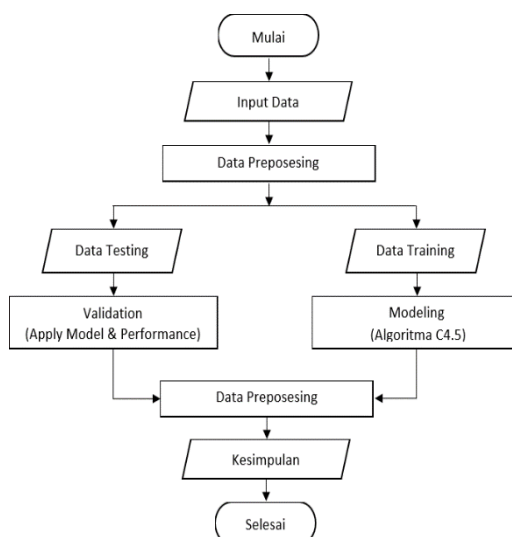 Mulai
Input Data
Data Preposesing
Data Testing
Data Training
Validation
(Apply Model & Performance)
Modeling
(Algoritma C4.5)
Data Preposesing
Kesimpulan
Selesai